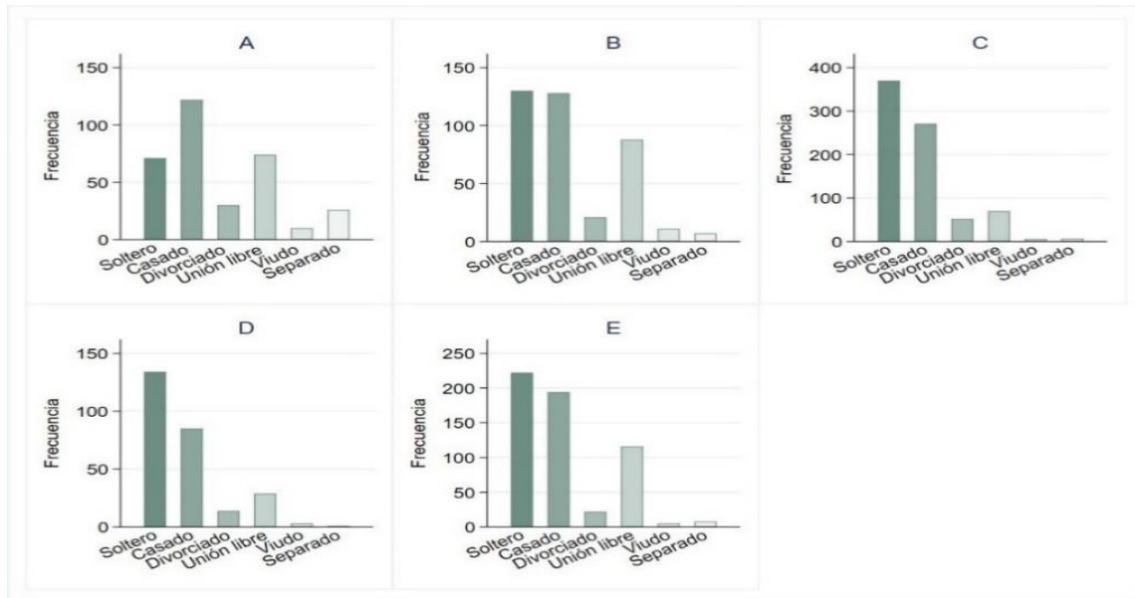 A
Frecuencia
150
100
50
0
Soltero
Casado
Divorciado
Unión libre
Viudo
Separado
B
Frecuencia
150
100
50
0
Soltero
Casado
Divorciado
Unión libre
Viudo
Separado
C
Frecuencia
400
300
200
100
0
Soltero
Casado
Divorciado
Unión libre
Viudo
Separado
D
Frecuencia
150
100
50
0
Soltero
Casado
Divorciado
Unión libre
Viudo
Separado
E
Frecuencia
250
200
150
100
50
0
Soltero
Casado
Divorciado
Unión libre
Viudo
Separado